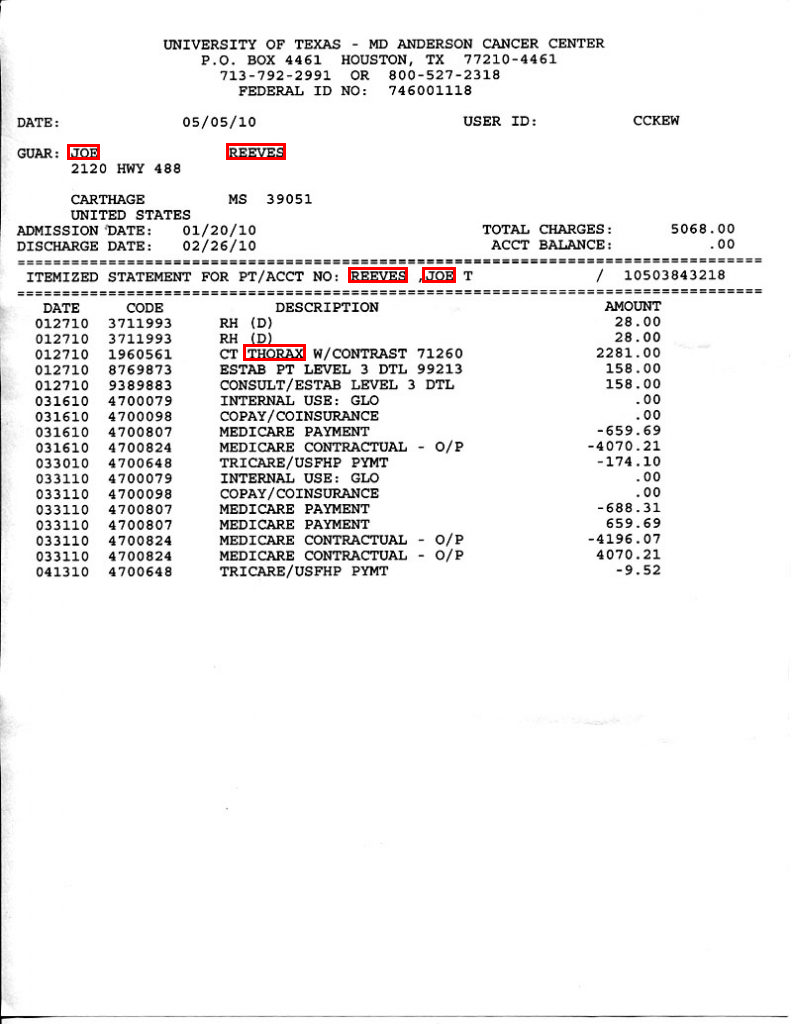 UNIVERSITY OF TEXAS - MD ANDERSON CANCER CENTER
P.O. BOX 4461 HOUSTON, TX 77210-4461
713-792-2991 OR 800-527-2318
FEDERAL ID NO: 746001118
DATE: 05/05/10 USER ID: CCKEW
GUAR: JOE REEVES
2120 HWY 488
CARTHAGE MS 39051
UNITED STATES
ADMISSION DATE: 01/20/10 TOTAL CHARGES: 5068.00
DISCHARGE DATE: 02/26/10 ACCT BALANCE: .00
ITEMIZED STATEMENT FOR PT/ACCT NO: REEVES ,JOE T / 10503843218
DATE CODE DESCRIPTION AMOUNT
012710 3711993 RH (D) 28.00
012710 3711993 RH (D) 28.00
012710 1960561 CT THORAX W/CONTRAST 71260 2281.00
012710 8769873 ESTAB PT LEVEL 3 DTL 99213 158.00
012710 9389883 CONSULT/ESTAB LEVEL 3 DTL 158.00
031610 4700079 INTERNAL USE: GLO .00
031610 4700098 COPAY/COINSURANCE .00
031610 4700807 MEDICARE PAYMENT -659.69
031610 4700824 MEDICARE CONTRACTUAL - O/P -4070.21
033010 4700648 TRICARE/USFHP PYMT -174.10
033110 4700079 INTERNAL USE: GLO .00
033110 4700098 COPAY/COINSURANCE .00
033110 4700807 MEDICARE PAYMENT -688.31
033110 4700807 MEDICARE PAYMENT 659.69
033110 4700824 MEDICARE CONTRACTUAL - O/P -4196.07
033110 4700824 MEDICARE CONTRACTUAL - O/P 4070.21
041310 4700648 TRICARE/USFHP PYMT -9.52